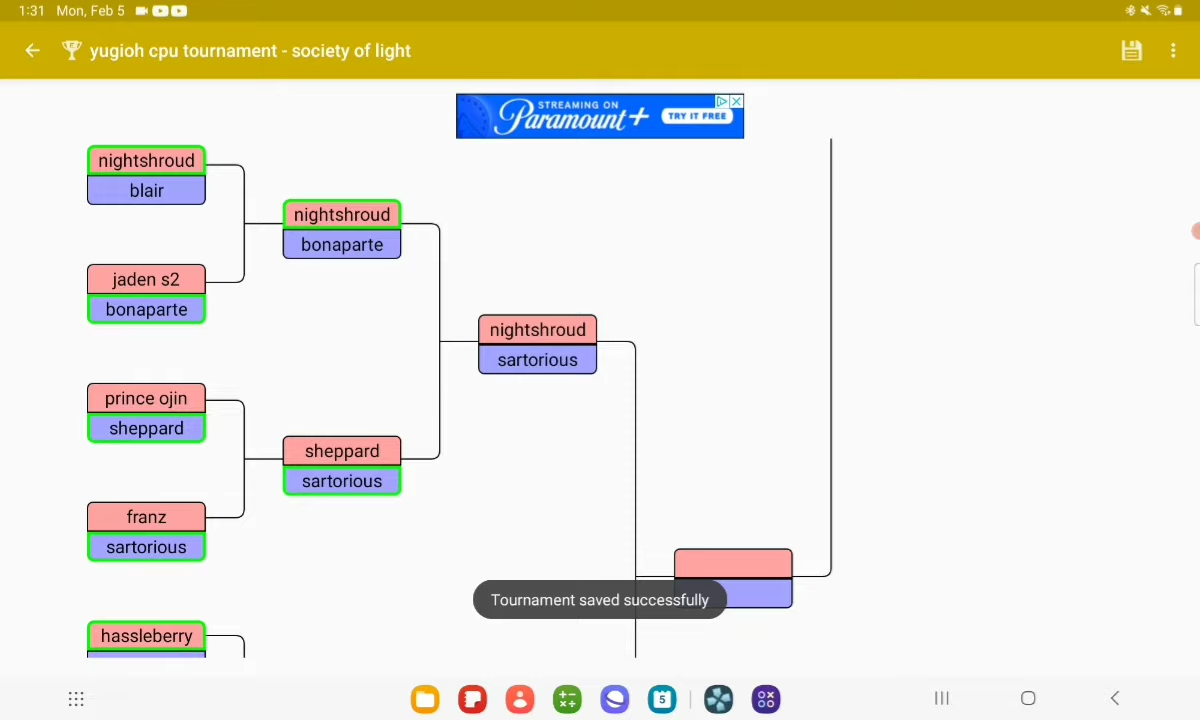 1:31 Mon, Feb 5
yugioh cpu tournament - society of light
STREAMING ON
Paramount+
TRY IT FREE
nightshroud
blair
nightshroud
bonaparte
jaden s2
bonaparte
nightshroud
sartorious
prince ojin
sheppard
sheppard
sartorious
franz
sartorious
Tournament saved successfully
hassleberry
5